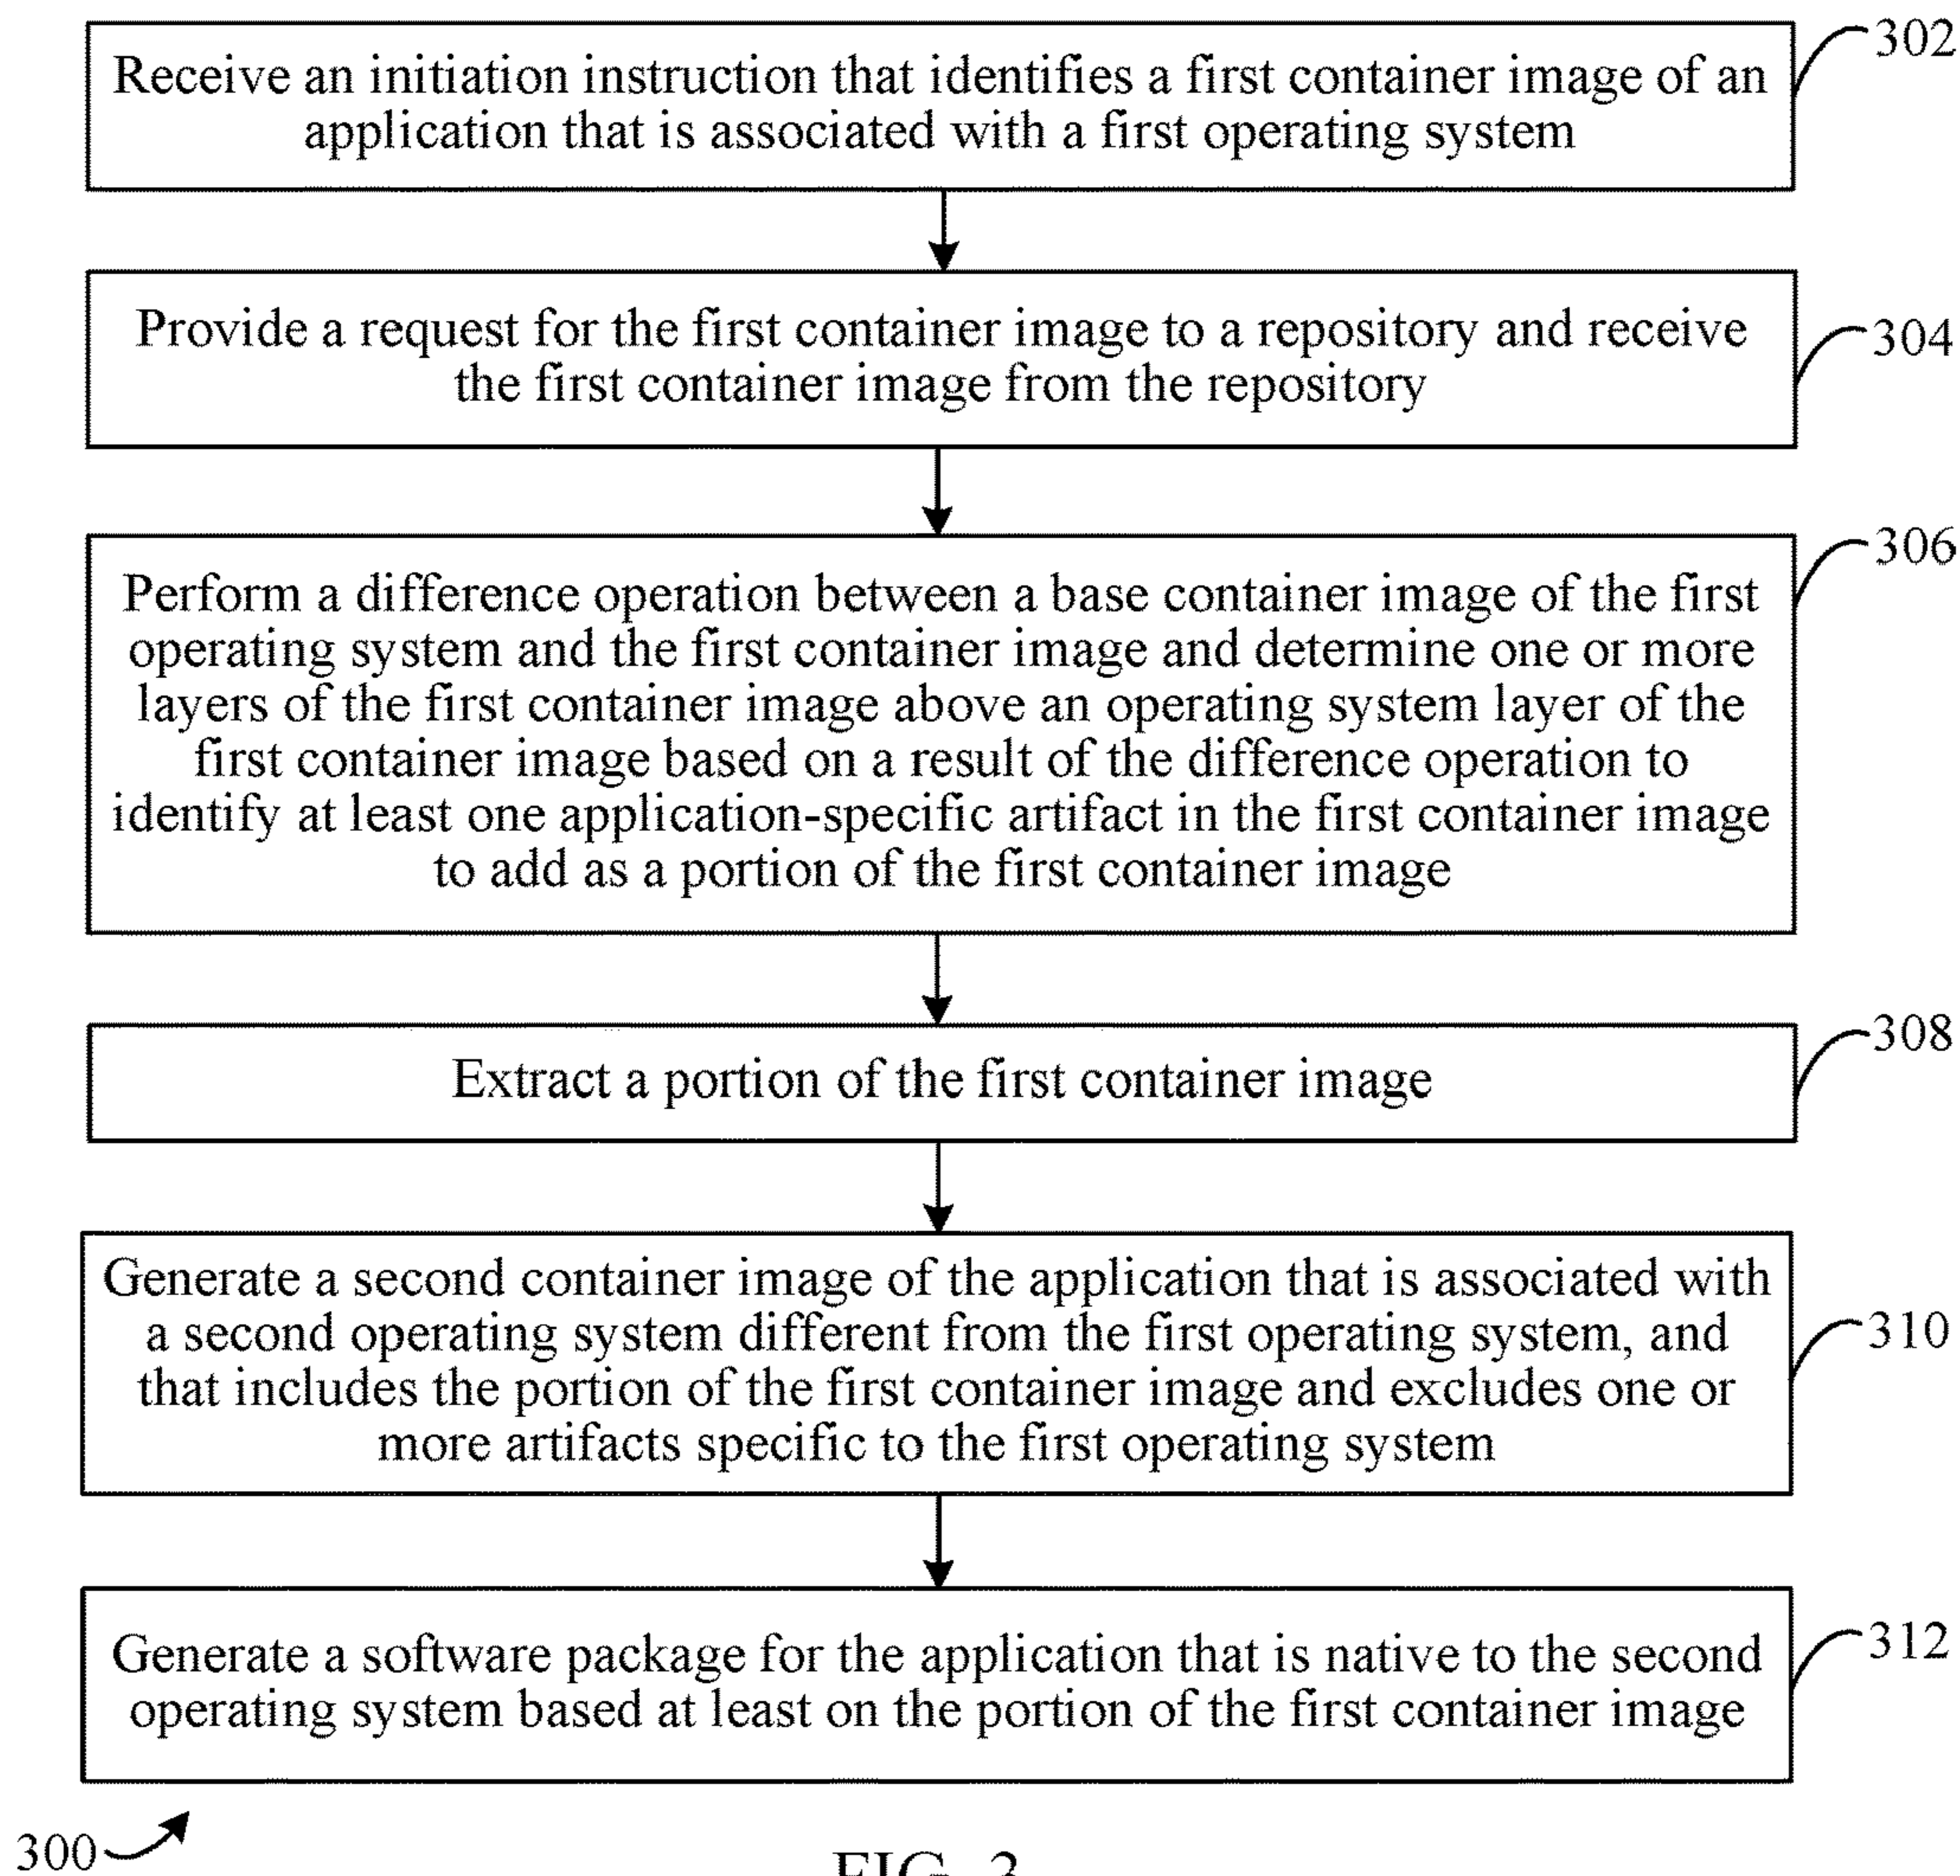 Receive an initiation instruction that identifies a first container image of an
application that is associated with a first operating system
302
Provide a request for the first container image to a repository and receive
the first container image from the repository
304
Perform a difference operation between a base container image of the first
operating system and the first container image and determine one or more
layers of the first container image above an operating system layer of the
first container image based on a result of the difference operation to
identify at least one application-specific artifact in the first container image
to add as a portion of the first container image
306
Extract a portion of the first container image
308
Generate a second container image of the application that is associated with
a second operating system different from the first operating system, and
that includes the portion of the first container image and excludes one or
more artifacts specific to the first operating system
310
Generate a software package for the application that is native to the second
operating system based at least on the portion of the first container image
312
300
FIG. 3